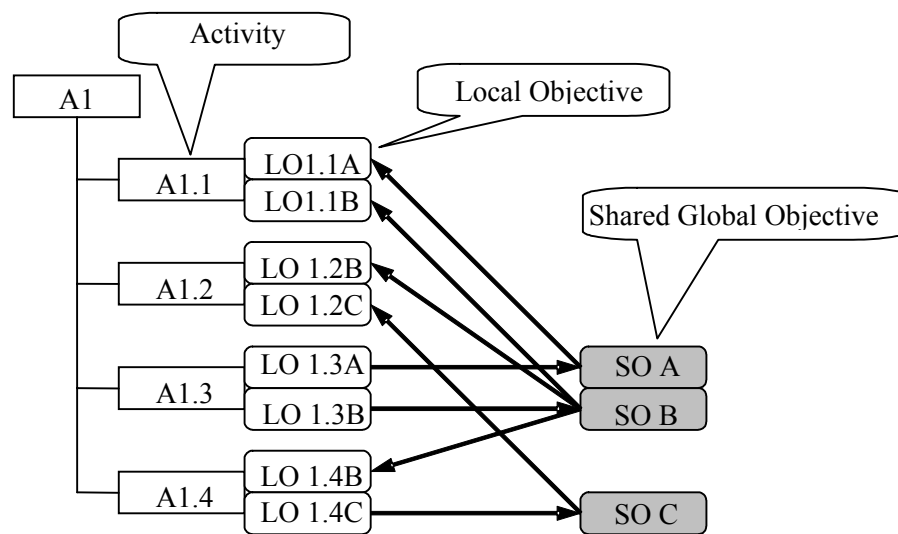 Activity
A1
Local Objective
A1.1
LO1.1A
LO1.1B
Shared Global Objective
A1.2
LO 1.2B
LO 1.2C
A1.3
LO 1.3A
LO 1.3B
SO A
SO B
A1.4
LO 1.4B
LO 1.4C
SO C